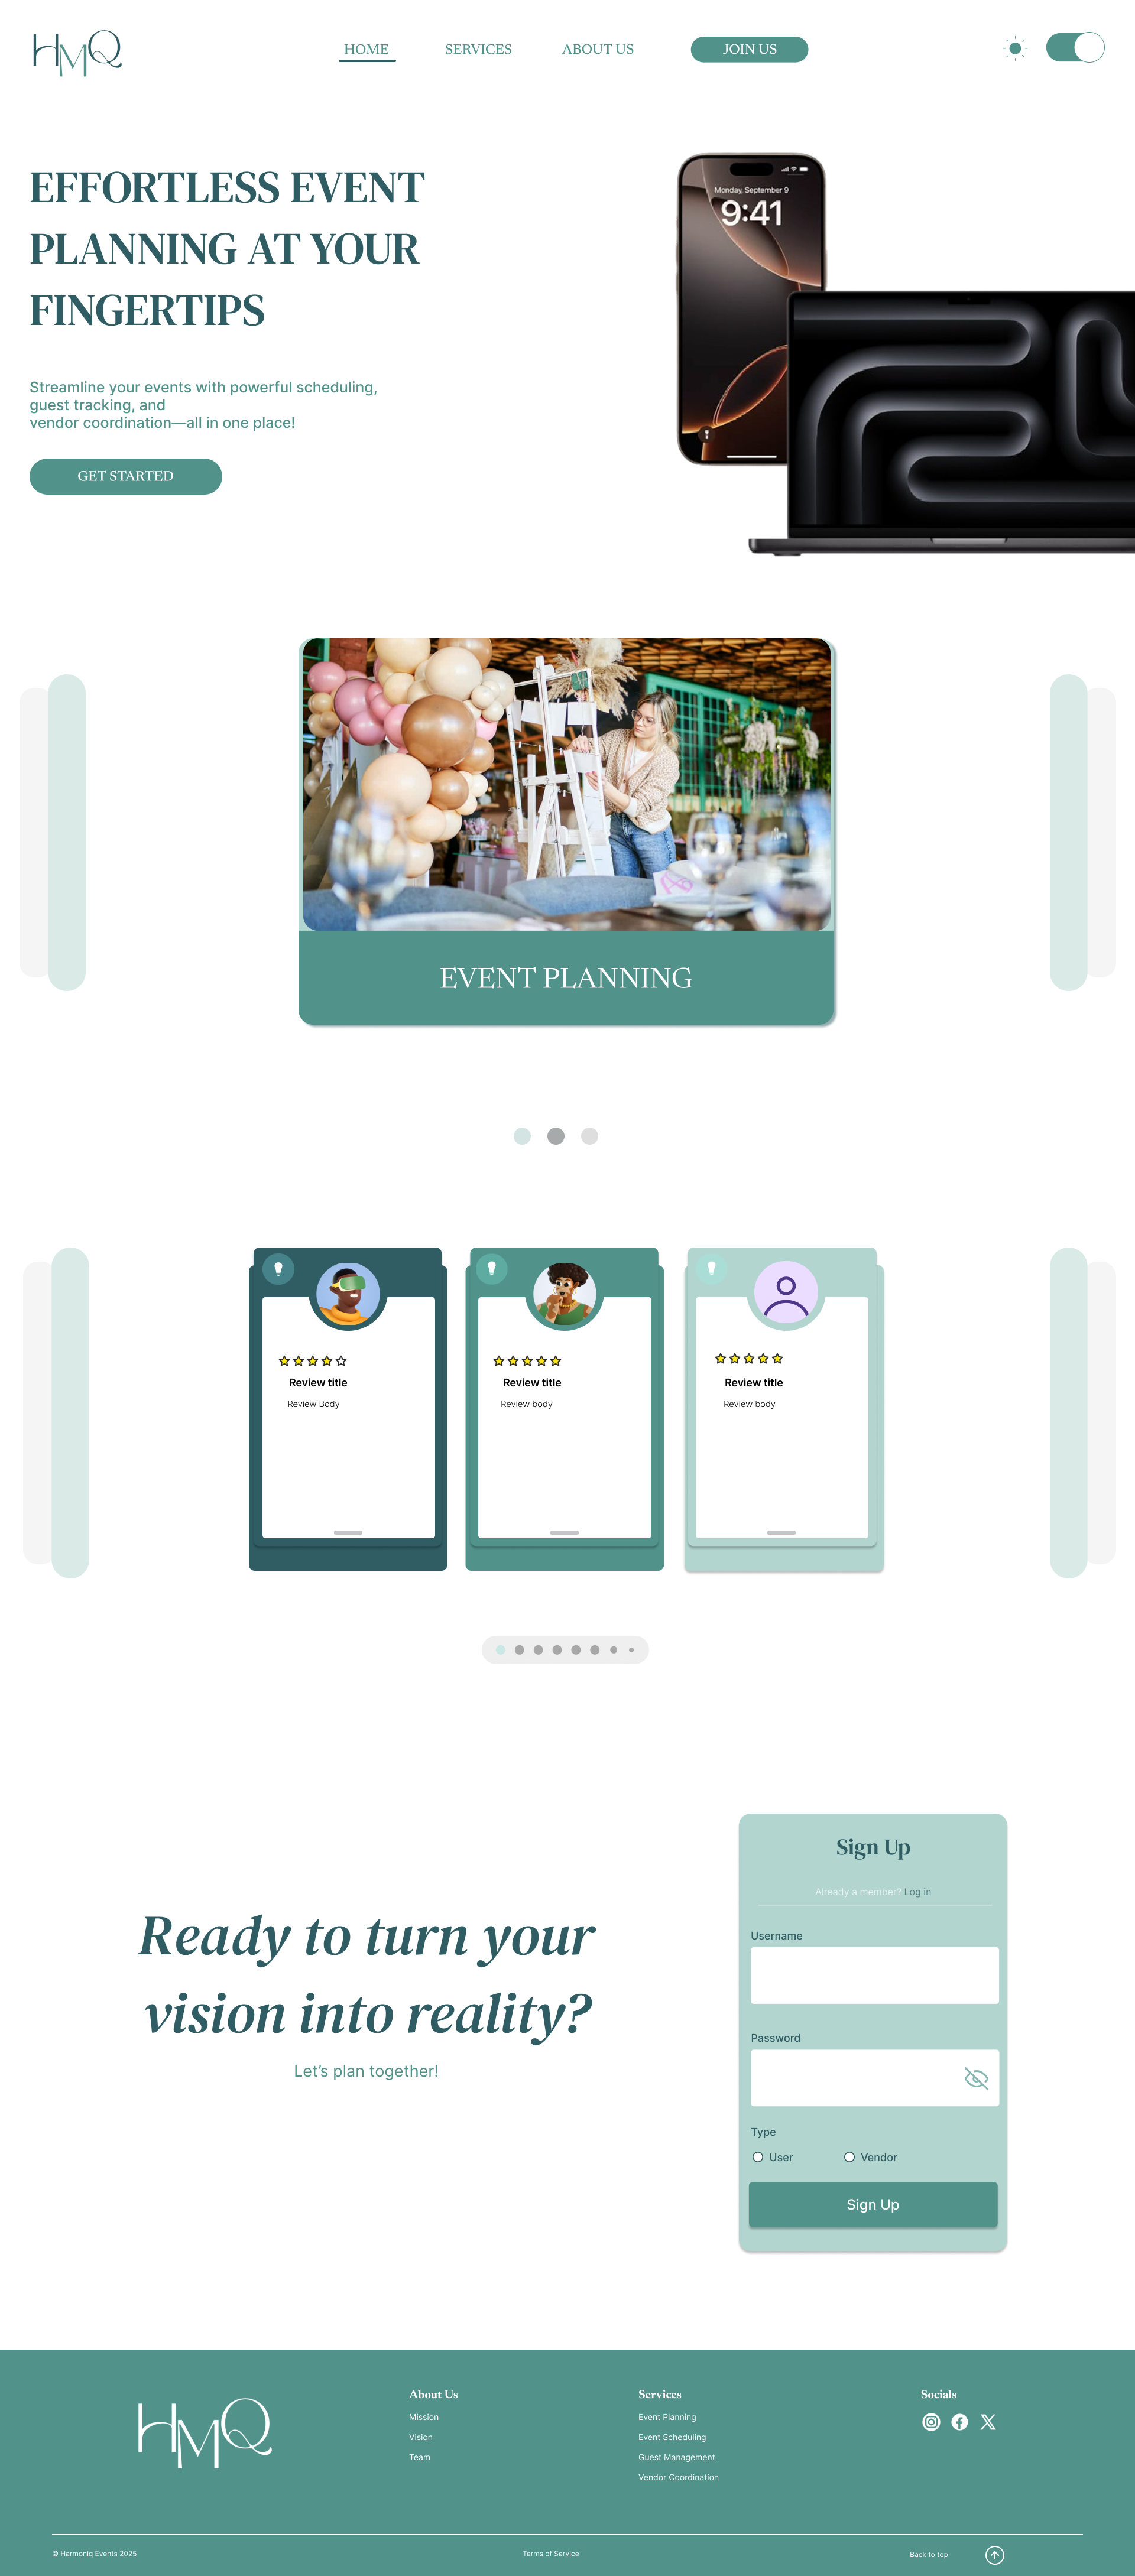 HMQ
HOME
SERVICES
ABOUT US
JOIN US
EFFORTLESS EVENT
PLANNING AT YOUR
FINGERTIPS
Streamline your events with powerful scheduling,
guest tracking, and
vendor coordination—all in one place!
GET STARTED
Monday, September 9
9:41
EVENT PLANNING
Review title
Review Body
Review title
Review body
Review title
Review body
Ready to turn your
vision into reality?
Let's plan together!
Sign Up
Already a member? Log in
Username
Password
Type
User
Vendor
Sign Up
HMQ
About Us
Mission
Vision
Team
Services
Event Planning
Event Scheduling
Guest Management
Vendor Coordination
Socials
© Harmoniq Events 2025
Terms of Service
Back to top